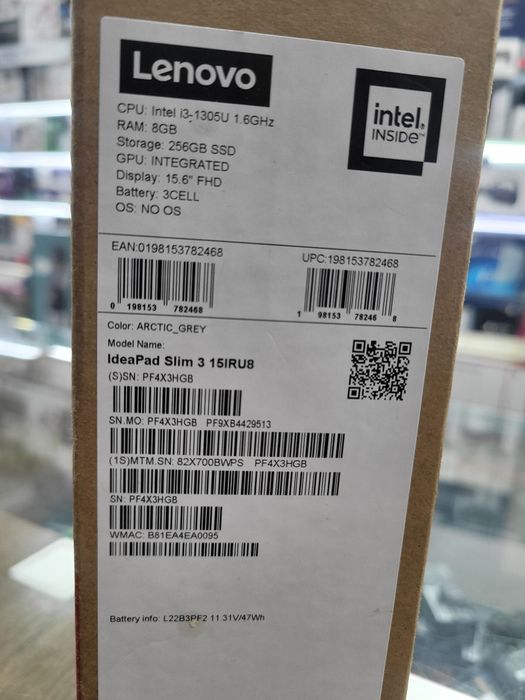 Lenovo
CPU: Intel i3-1305U 1.6GHz
RAM: 8GB
Storage: 256GB SSD
GPU: INTEGRATED
Display: 15.6" FHD
Battery: 3CELL
OS: NO OS
intel.
INSIDE™
EAN:0198153782468
0 198153 782468
UPC:198153782468
1 98153 78246 8
Color: ARCTIC_GREY
Model Name:
IdeaPad Slim 3 15IRU8
(S)SN: PF4X3HGB
SN.MO: PF4X3HGB PF9XB4429513
(1S)MTM.SN: 82X700BWPS PF4X3HGB
SN: PF4X3HGB
WMAC: B81EA4EA0095
Battery info: L22B3PF2 11.31V/47Wh